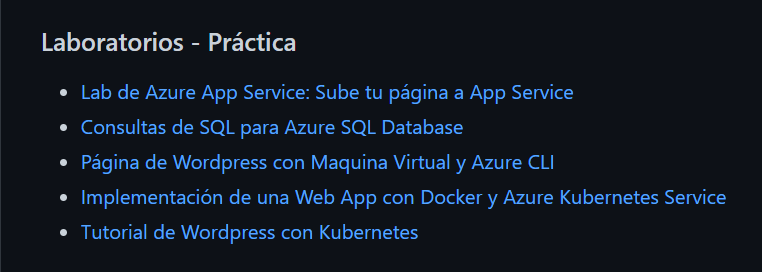 Laboratorios - Práctica
Lab de Azure App Service: Sube tu página a App Service
Consultas de SQL para Azure SQL Database
Página de Wordpress con Maquina Virtual y Azure CLI
Implementación de una Web App con Docker y Azure Kubernetes Service
Tutorial de Wordpress con Kubernetes